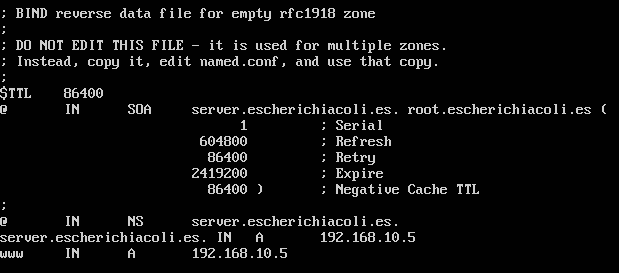 ; BIND reverse data file for empty rfc1918 zone
;
; DO NOT EDIT THIS FILE - it is used for multiple zones.
; Instead, copy it, edit named.conf, and use that copy.
;
$TTL    86400
@       IN      SOA     server.escherichiacoli.es. root.escherichiacoli.es (
                              1         ; Serial
                         604800         ; Refresh
                          86400         ; Retry
                        2419200         ; Expire
                          86400 )       ; Negative Cache TTL
;
@       IN      NS      server.escherichiacoli.es.
server.escherichiacoli.es. IN   A       192.168.10.5
www     IN      A       192.168.10.5